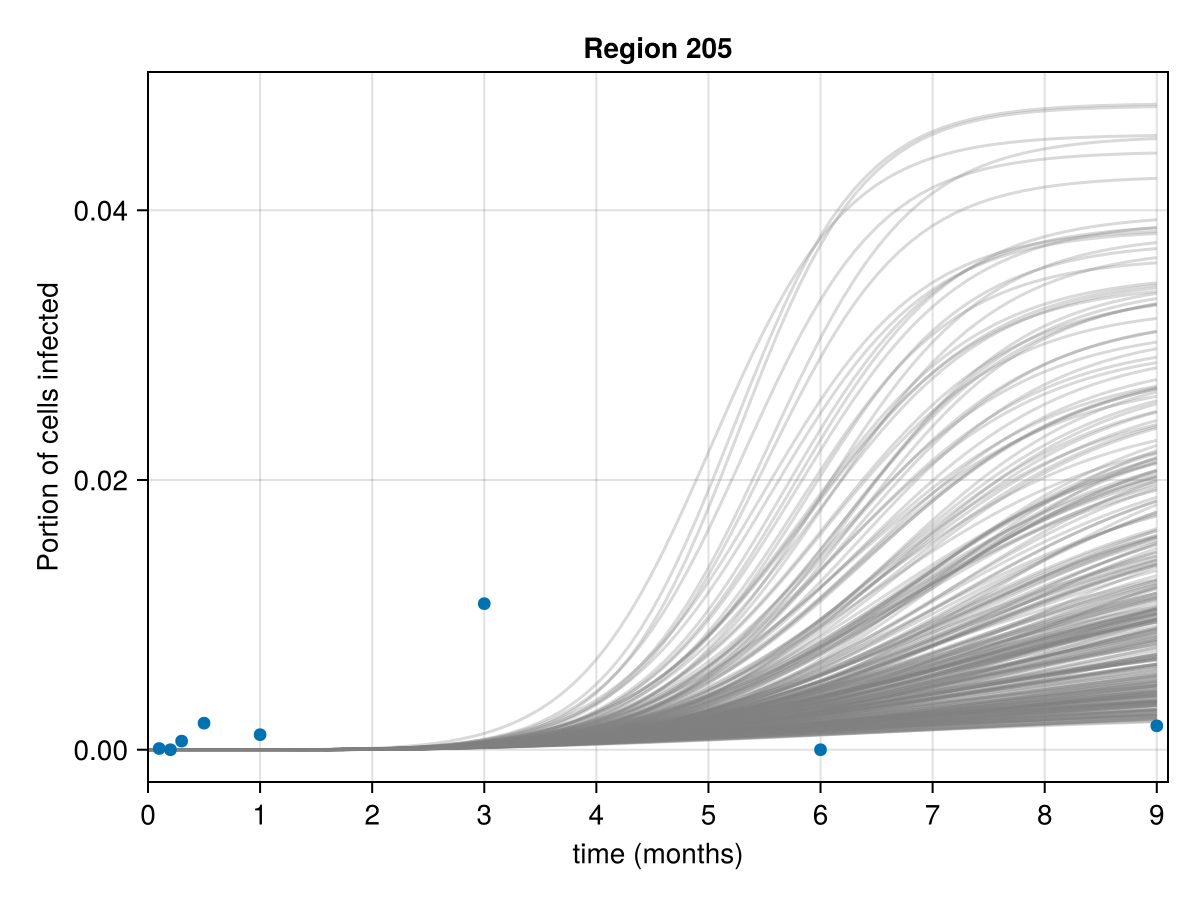 Region 205
Portion of cells infected
0.04
0.02
0.00
0 1 2 3 4 5 6 7 8 9
time (months)